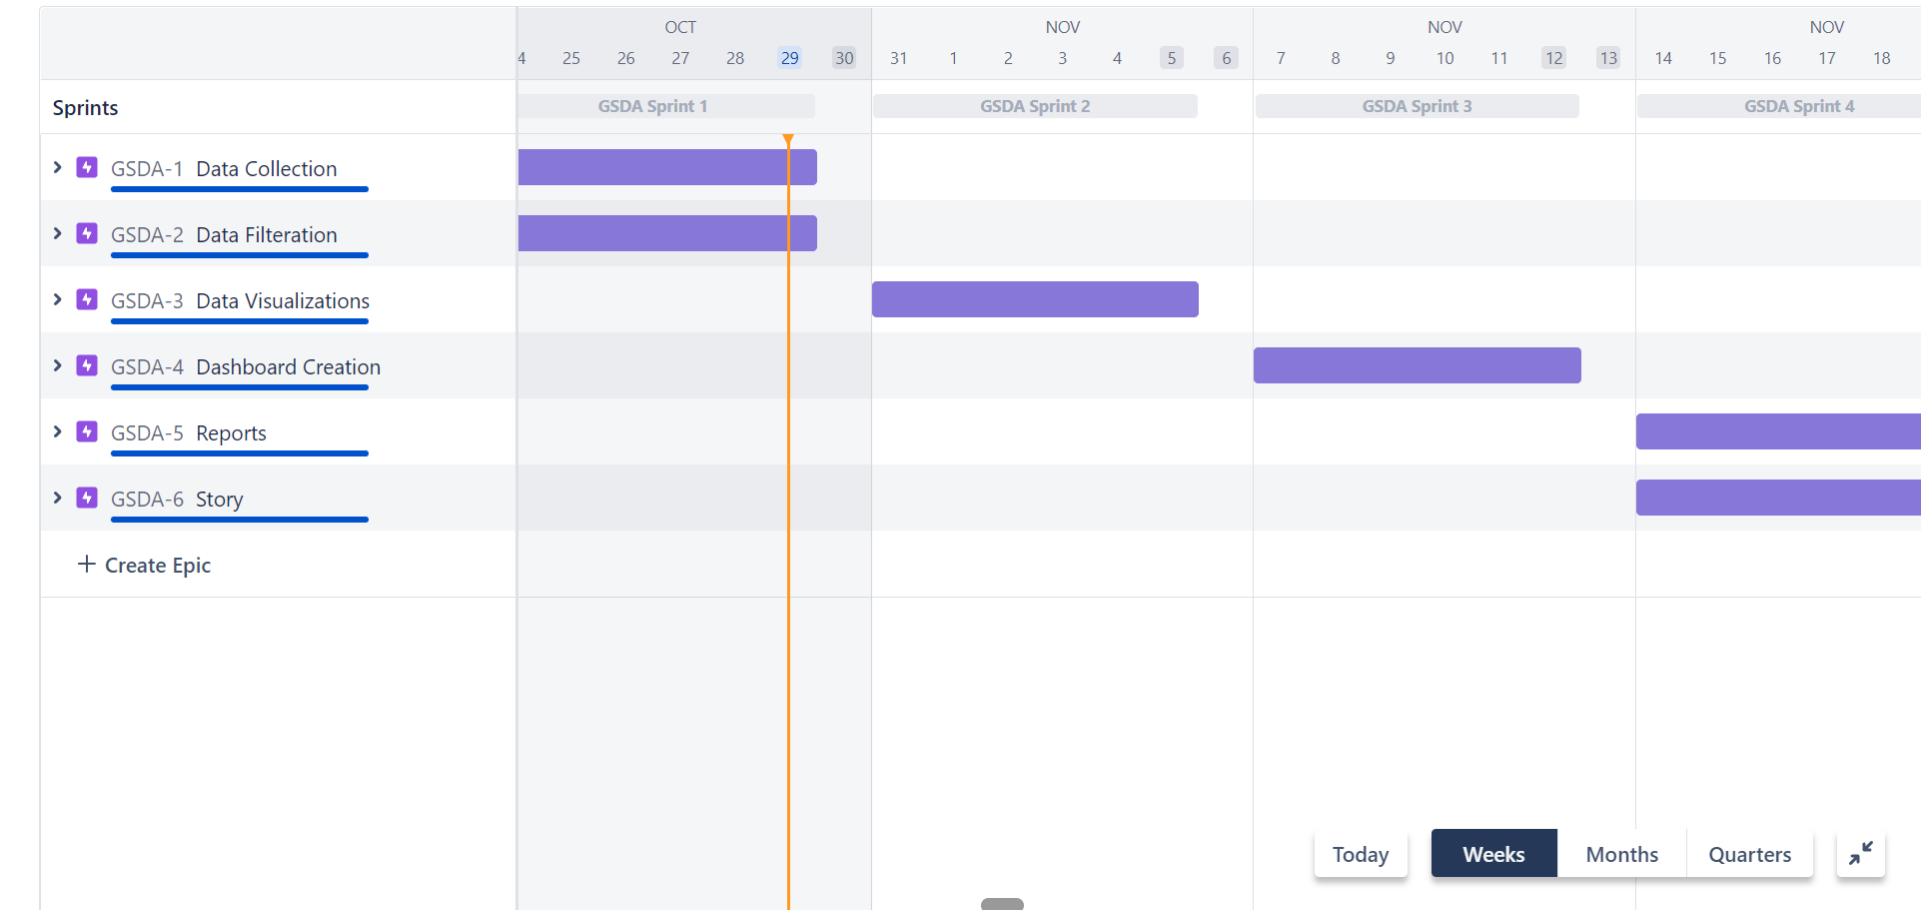 OCT NOV NOV NOV
4 25 26 27 28 29 30 31 1 2 3 4 5 6 7 8 9 10 11 12 13 14 15 16 17 18
Sprints GSDA Sprint 1 GSDA Sprint 2 GSDA Sprint 3 GSDA Sprint 4
GSDA-1 Data Collection
GSDA-2 Data Filteration
GSDA-3 Data Visualizations
GSDA-4 Dashboard Creation
GSDA-5 Reports
GSDA-6 Story
+ Create Epic
Today Weeks Months Quarters